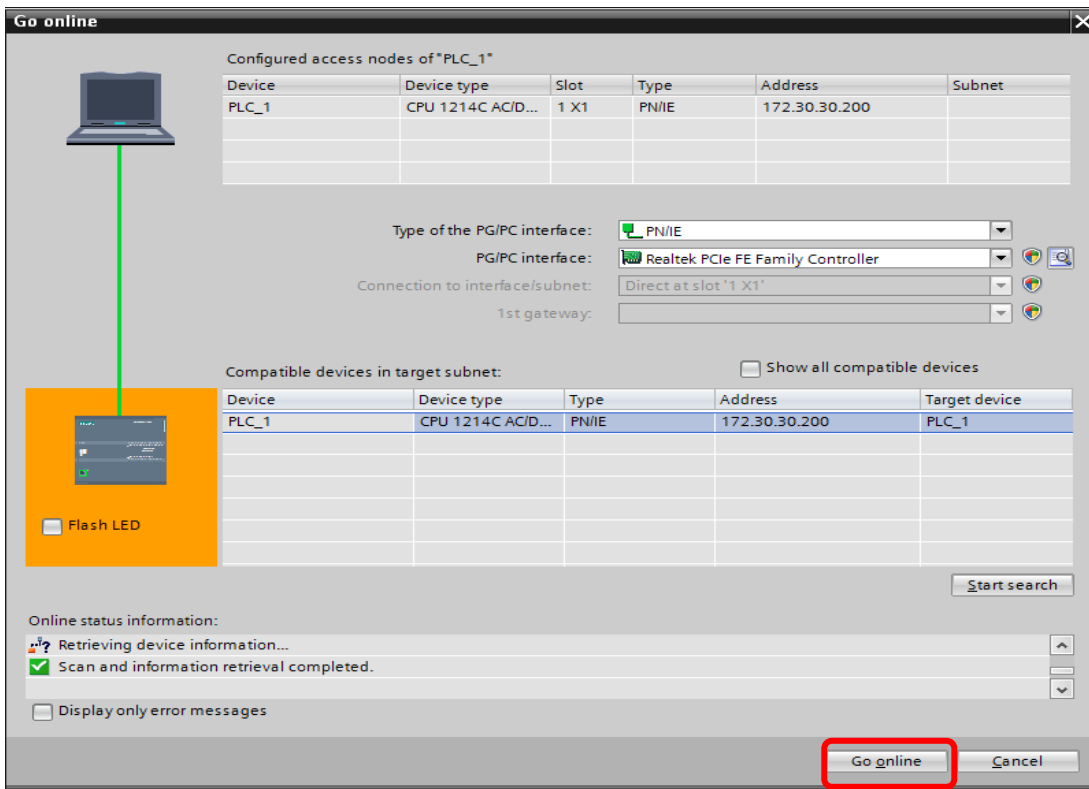 Go online
Configured access nodes of "PLC_1"
Device Device type Slot Type Address Subnet
PLC_1 CPU 1214C AC/D... 1 X1 PN/IE 172.30.30.200
Type of the PG/PC interface: PN/IE
PG/PC interface: Realtek PCIe FE Family Controller
Connection to interface/subnet: Direct at slot '1 X1'
1st gateway:
Compatible devices in target subnet: Show all compatible devices
Device Device type Type Address Target device
PLC_1 CPU 1214C AC/D... PN/IE 172.30.30.200 PLC_1
Flash LED
Start search
Online status information:
Retrieving device information...
Scan and information retrieval completed.
Display only error messages
Go online Cancel